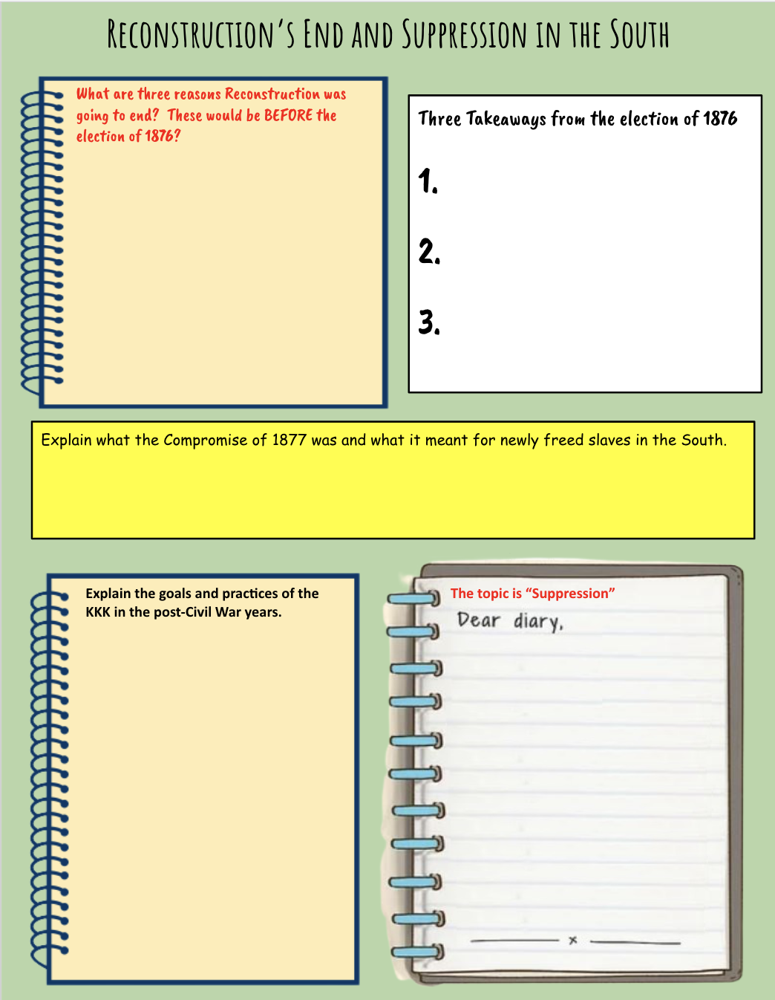 Reconstruction's End and Suppression in the South
What are three reasons Reconstruction was
going to end?  These would be BEFORE the
election of 1876?
Three Takeaways from the election of 1876
1.
2.
3.
Explain what the Compromise of 1877 was and what it meant for newly freed slaves in the South.
Explain the goals and practices of the
KKK in the post-Civil War years.
The topic is “Suppression”
Dear diary,